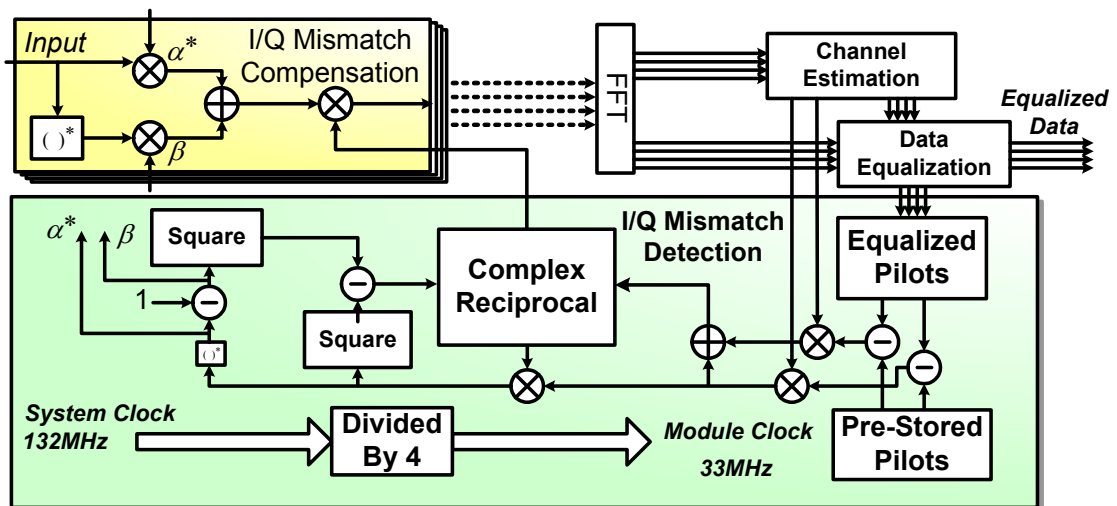 Input
α*
I/Q Mismatch
Compensation
( )*
β
FFT
Channel
Estimation
Equalized
Data
Data
Equalization
α*
β
Square
1
Square
( )*
Complex
Reciprocal
I/Q Mismatch
Detection
Equalized
Pilots
Pre-Stored
Pilots
System Clock
132MHz
Divided
By 4
Module Clock
33MHz